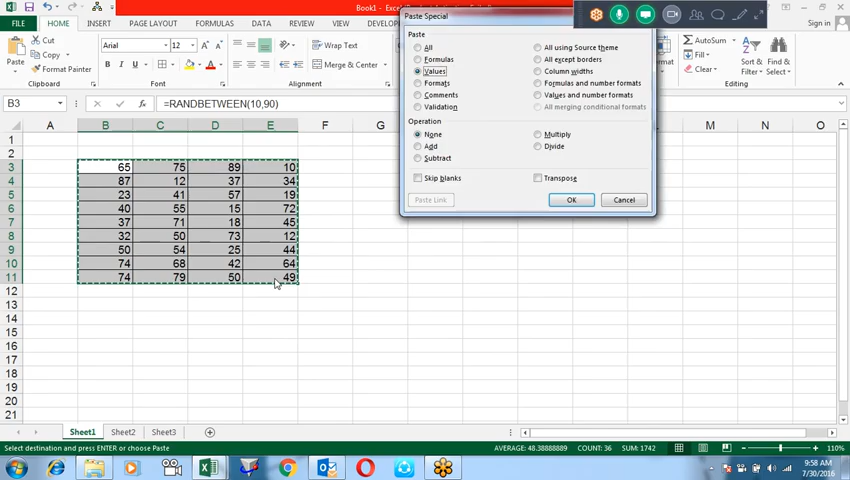 Book1 - Excel
Paste Special
FILE HOME INSERT PAGE LAYOUT FORMULAS DATA REVIEW VIEW
Sign in
Cut
Copy
Format Painter
Paste
Clipboard
Arial 12
B I U
Font
Wrap Text
Merge & Center
Alignment
AutoSum
Fill
Clear
Sort & Filter
Find & Select
Editing
Paste
All
Formulas
Values
Formats
Comments
Validation
All using Source theme
All except borders
Column widths
Formulas and number formats
Values and number formats
All merging conditional formats
Operation
None
Add
Subtract
Multiply
Divide
Skip blanks
Transpose
Paste Link
OK
Cancel
B3 fx =RANDBETWEEN(10,90)
A B C D E F G L M N O
1
2
3 65 75 89 10
4 87 12 37 34
5 23 41 57 19
6 40 55 15 72
7 37 71 18 45
8 32 50 73 12
9 50 54 25 44
10 74 68 42 64
11 74 79 50 49
12
13
14
15
16
17
18
19
20
21
Sheet1 Sheet2 Sheet3
Select destination and press ENTER or choose Paste
AVERAGE: 48.38888889 COUNT: 36 SUM: 1742
110%
9:58 AM
7/30/2016